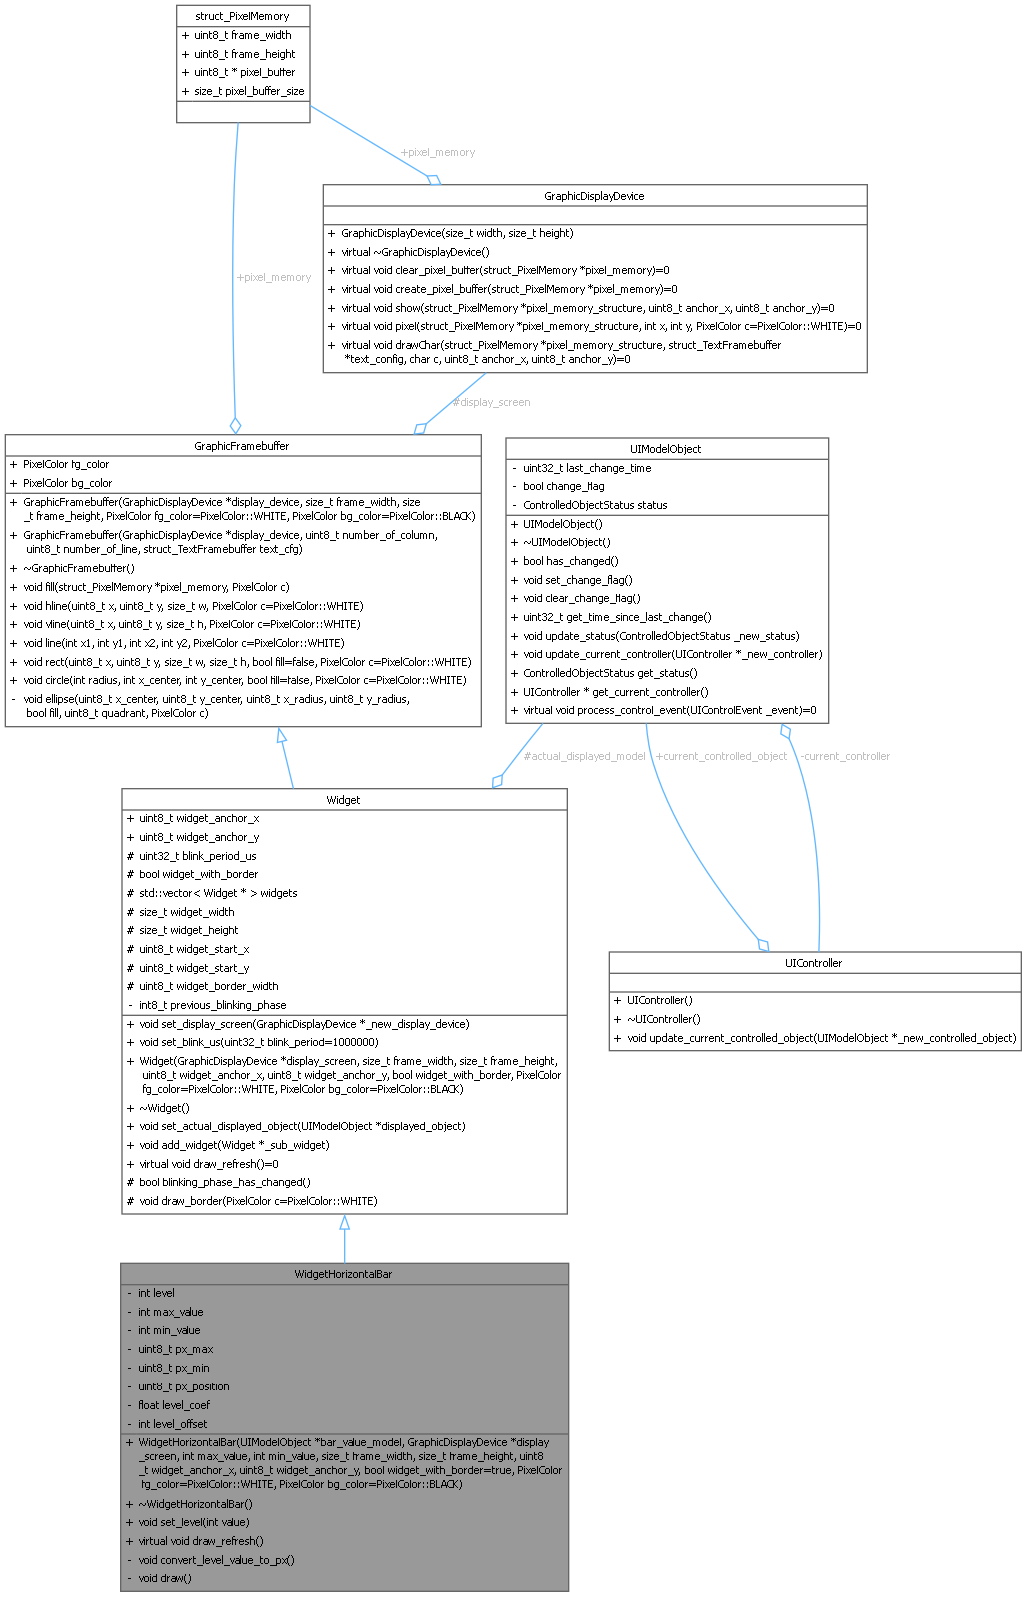 struct_PixelMemory
+ uint8_t frame_width
+ uint8_t frame_height
+ uint8_t * pixel_buffer
+ size_t pixel_buffer_size
+pixel_memory
GraphicDisplayDevice
+ GraphicDisplayDevice(size_t width, size_t height)
+ virtual ~GraphicDisplayDevice()
+ virtual void clear_pixel_buffer(struct_PixelMemory *pixel_memory)=0
+ virtual void create_pixel_buffer(struct_PixelMemory *pixel_memory)=0
+ virtual void show(struct_PixelMemory *pixel_memory_structure, uint8_t anchor_x, uint8_t anchor_y)=0
+ virtual void pixel(struct_PixelMemory *pixel_memory_structure, int x, int y, PixelColor c=PixelColor::WHITE)=0
+ virtual void drawChar(struct_PixelMemory *pixel_memory_structure, struct_TextFramebuffer
*text_config, char c, uint8_t anchor_x, uint8_t anchor_y)=0
+pixel_memory
#display_screen
GraphicFramebuffer
+ PixelColor fg_color
+ PixelColor bg_color
+ GraphicFramebuffer(GraphicDisplayDevice *display_device, size_t frame_width, size
_t frame_height, PixelColor fg_color=PixelColor::WHITE, PixelColor bg_color=PixelColor::BLACK)
+ GraphicFramebuffer(GraphicDisplayDevice *display_device, uint8_t number_of_column,
uint8_t number_of_line, struct_TextFramebuffer text_cfg)
+ ~GraphicFramebuffer()
+ void fill(struct_PixelMemory *pixel_memory, PixelColor c)
+ void hline(uint8_t x, uint8_t y, size_t w, PixelColor c=PixelColor::WHITE)
+ void vline(uint8_t x, uint8_t y, size_t h, PixelColor c=PixelColor::WHITE)
+ void line(int x1, int y1, int x2, int y2, PixelColor c=PixelColor::WHITE)
+ void rect(uint8_t x, uint8_t y, size_t w, size_t h, bool fill=false, PixelColor c=PixelColor::WHITE)
+ void circle(int radius, int x_center, int y_center, bool fill=false, PixelColor c=PixelColor::WHITE)
- void ellipse(uint8_t x_center, uint8_t y_center, uint8_t x_radius, uint8_t y_radius,
bool fill, uint8_t quadrant, PixelColor c)
UIModelObject
- uint32_t last_change_time
- bool change_flag
- ControlledObjectStatus status
+ UIModelObject()
+ ~UIModelObject()
+ bool has_changed()
+ void set_change_flag()
+ void clear_change_flag()
+ uint32_t get_time_since_last_change()
+ void update_status(ControlledObjectStatus _new_status)
+ void update_current_controller(UIController *_new_controller)
+ ControlledObjectStatus get_status()
+ UIController * get_current_controller()
+ virtual void process_control_event(UIControlEvent _event)=0
#actual_displayed_model
+current_controlled_object
-current_controller
Widget
+ uint8_t widget_anchor_x
+ uint8_t widget_anchor_y
# uint32_t blink_period_us
# bool widget_with_border
# std::vector< Widget * > widgets
# size_t widget_width
# size_t widget_height
# uint8_t widget_start_x
# uint8_t widget_start_y
# uint8_t widget_border_width
- int8_t previous_blinking_phase
+ void set_display_screen(GraphicDisplayDevice *_new_display_device)
+ void set_blink_us(uint32_t blink_period=1000000)
+ Widget(GraphicDisplayDevice *display_screen, size_t frame_width, size_t frame_height,
uint8_t widget_anchor_x, uint8_t widget_anchor_y, bool widget_with_border, PixelColor
fg_color=PixelColor::WHITE, PixelColor bg_color=PixelColor::BLACK)
+ ~Widget()
+ void set_actual_displayed_object(UIModelObject *displayed_object)
+ void add_widget(Widget *_sub_widget)
+ virtual void draw_refresh()=0
# bool blinking_phase_has_changed()
# void draw_border(PixelColor c=PixelColor::WHITE)
UIController
+ UIController()
+ ~UIController()
+ void update_current_controlled_object(UIModelObject *_new_controlled_object)
WidgetHorizontalBar
- int level
- int max_value
- int min_value
- uint8_t px_max
- uint8_t px_min
- uint8_t px_position
- float level_coef
- int level_offset
+ WidgetHorizontalBar(UIModelObject *bar_value_model, GraphicDisplayDevice *display
_screen, int max_value, int min_value, size_t frame_width, size_t frame_height, uint8
_t widget_anchor_x, uint8_t widget_anchor_y, bool widget_with_border=true, PixelColor
fg_color=PixelColor::WHITE, PixelColor bg_color=PixelColor::BLACK)
+ ~WidgetHorizontalBar()
+ void set_level(int value)
+ virtual void draw_refresh()
- void convert_level_value_to_px()
- void draw()